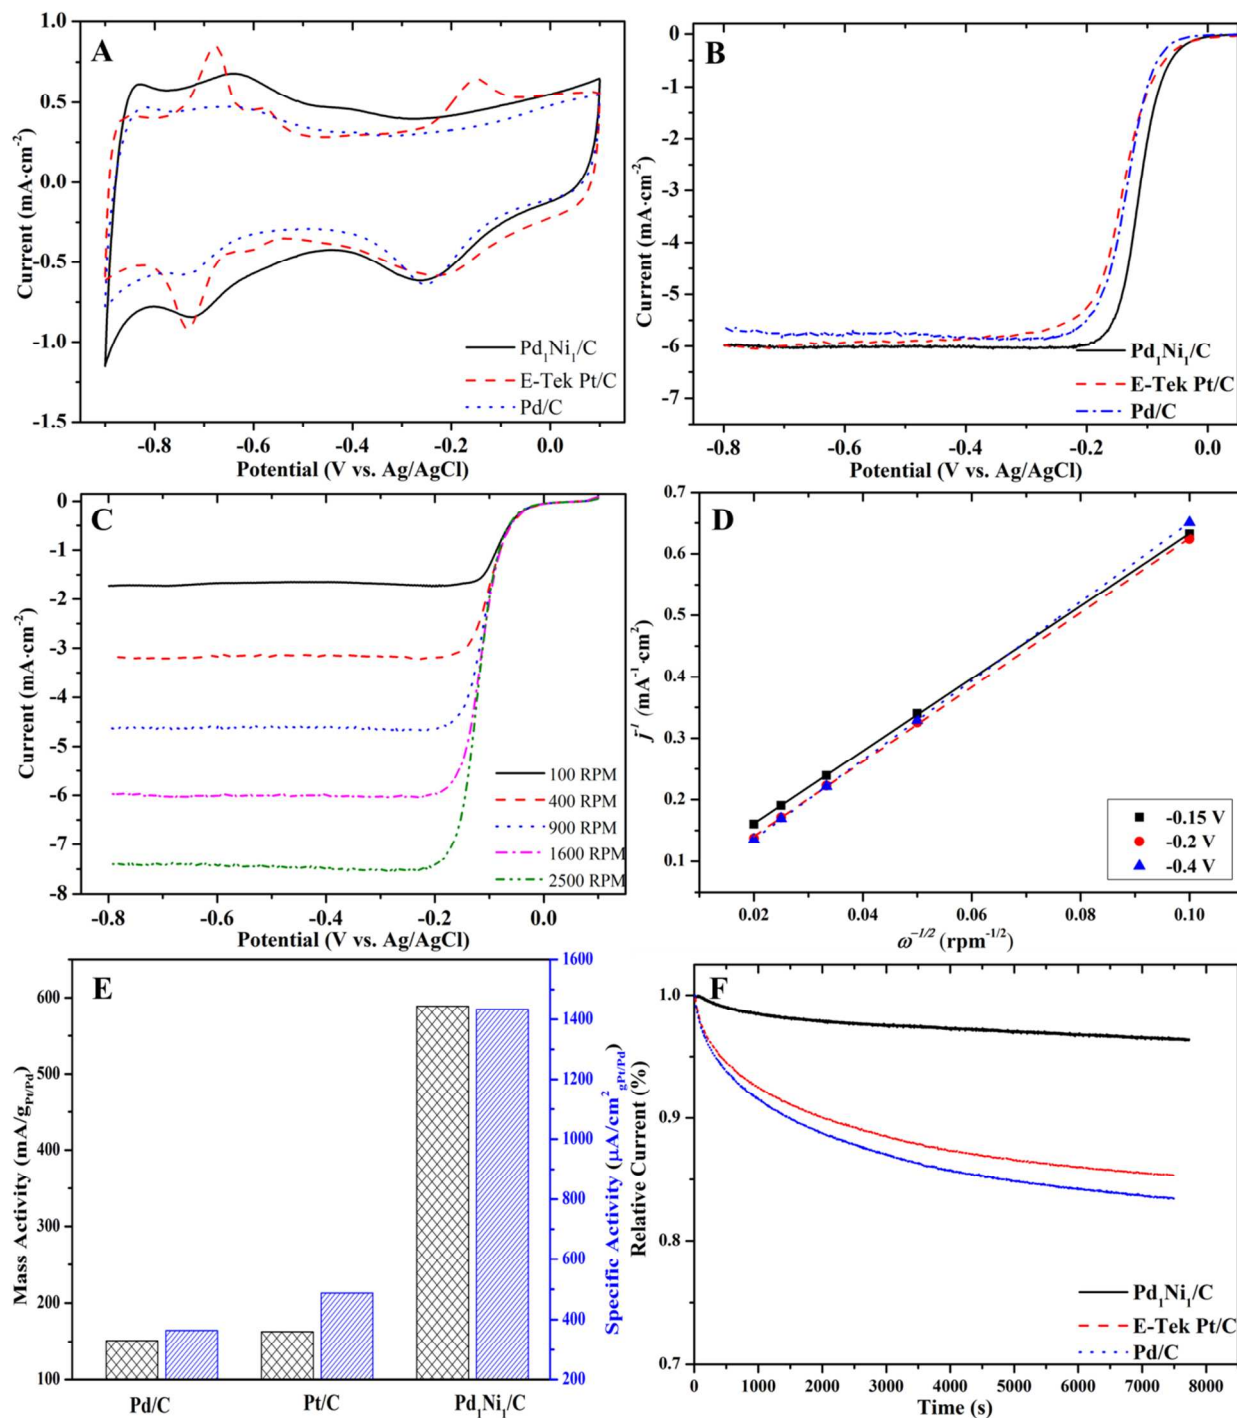 A
Current (mA·cm⁻²)
1.0
0.5
0.0
-0.5
-1.0
-1.5
-0.8 -0.6 -0.4 -0.2 0.0
Potential (V vs. Ag/AgCl)
Pd₁Ni₁/C
E-Tek Pt/C
Pd/C
B
Current (mA·cm⁻²)
0
-1
-2
-3
-4
-5
-6
-7
-0.8 -0.6 -0.4 -0.2 0.0
Potential (V vs. Ag/AgCl)
Pd₁Ni₁/C
E-Tek Pt/C
Pd/C
C
Current (mA·cm⁻²)
0
-1
-2
-3
-4
-5
-6
-7
-8
-0.8 -0.6 -0.4 -0.2 0.0
Potential (V vs. Ag/AgCl)
100 RPM
400 RPM
900 RPM
1600 RPM
2500 RPM
D
j⁻¹ (mA⁻¹·cm²)
0.7
0.6
0.5
0.4
0.3
0.2
0.1
0.02 0.04 0.06 0.08 0.10
ω⁻¹/² (rpm⁻¹/²)
-0.15 V
-0.2 V
-0.4 V
E
Mass Activity (mA/gPt/Pd)
600
500
400
300
200
100
Pd/C Pt/C Pd₁Ni₁/C
Specific Activity (μA/cm²gPt/Pd)
1600
1400
1200
1000
800
600
400
200
F
Relative Current (%)
1.0
0.9
0.8
0.7
0 1000 2000 3000 4000 5000 6000 7000 8000
Time (s)
Pd₁Ni₁/C
E-Tek Pt/C
Pd/C